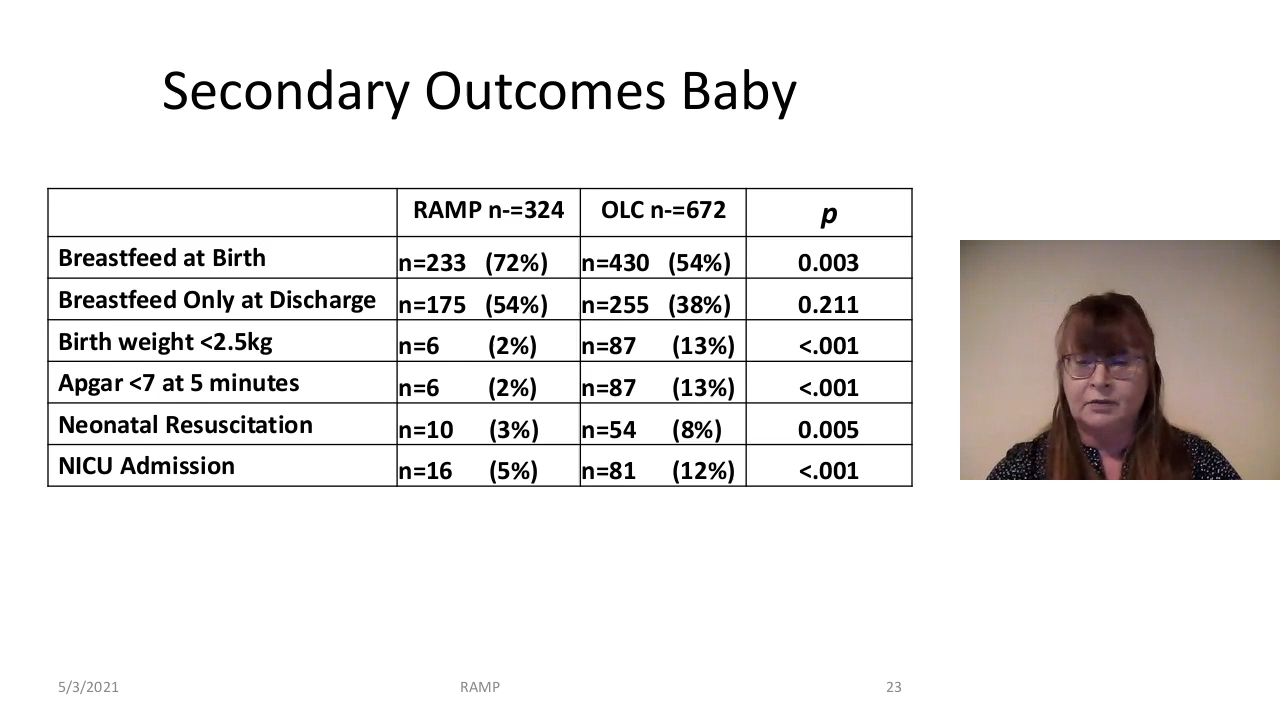 Secondary Outcomes Baby
RAMP n-=324 OLC n-=672 p
Breastfeed at Birth n=233 (72%) n=430 (54%) 0.003
Breastfeed Only at Discharge n=175 (54%) n=255 (38%) 0.211
Birth weight <2.5kg n=6 (2%) n=87 (13%) <.001
Apgar <7 at 5 minutes n=6 (2%) n=87 (13%) <.001
Neonatal Resuscitation n=10 (3%) n=54 (8%) 0.005
NICU Admission n=16 (5%) n=81 (12%) <.001
5/3/2021 RAMP 23